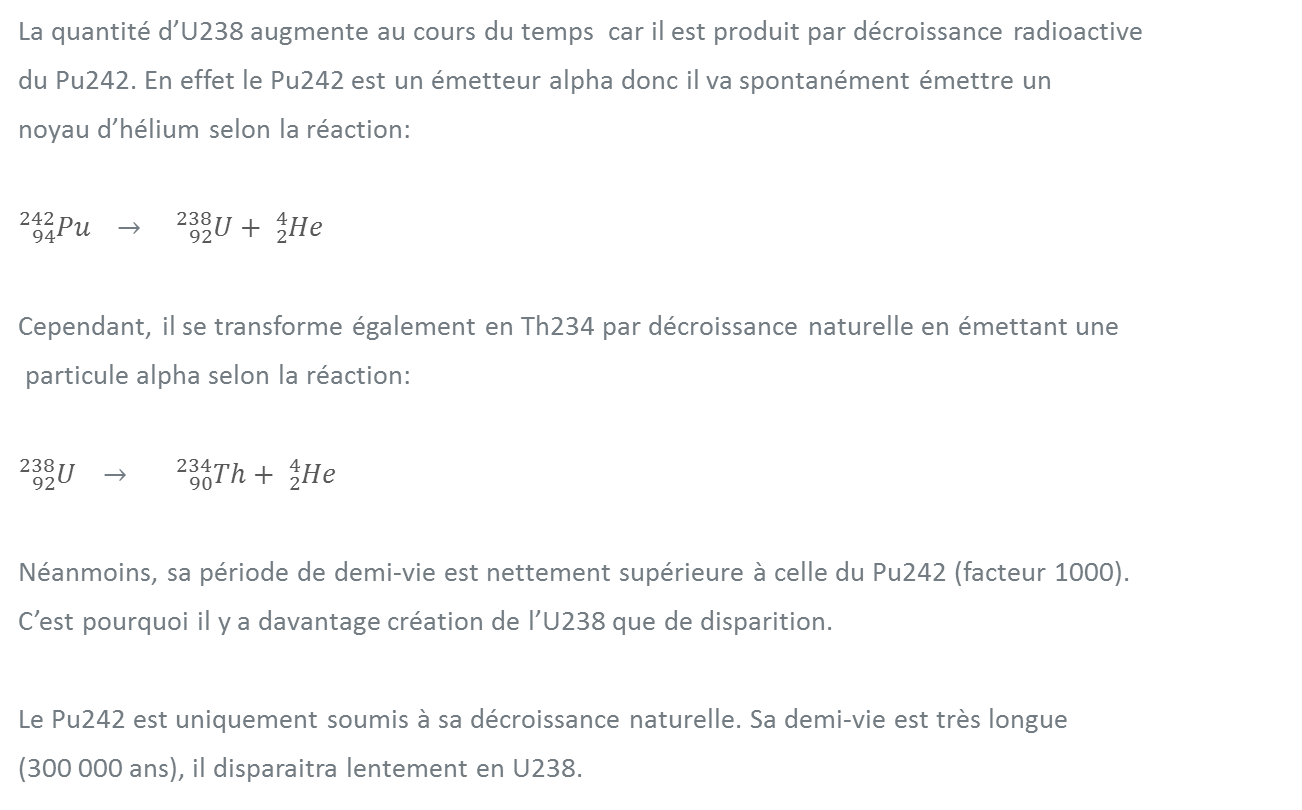 La quantité d’U238 augmente au cours du temps  car il est produit par décroissance radioactive
du Pu242. En effet le Pu242 est un émetteur alpha donc il va spontanément émettre un
noyau d’hélium selon la réaction:
²⁴²₉₄Pu → ²³⁸₉₂U + ⁴₂He
Cependant, il se transforme également en Th234 par décroissance naturelle en émettant une
particule alpha selon la réaction:
²³⁸₉₂U → ²³⁴₉₀Th + ⁴₂He
Néanmoins, sa période de demi-vie est nettement supérieure à celle du Pu242 (facteur 1000).
C’est pourquoi il y a davantage création de l’U238 que de disparition.
Le Pu242 est uniquement soumis à sa décroissance naturelle. Sa demi-vie est très longue
(300 000 ans), il disparaitra lentement en U238.